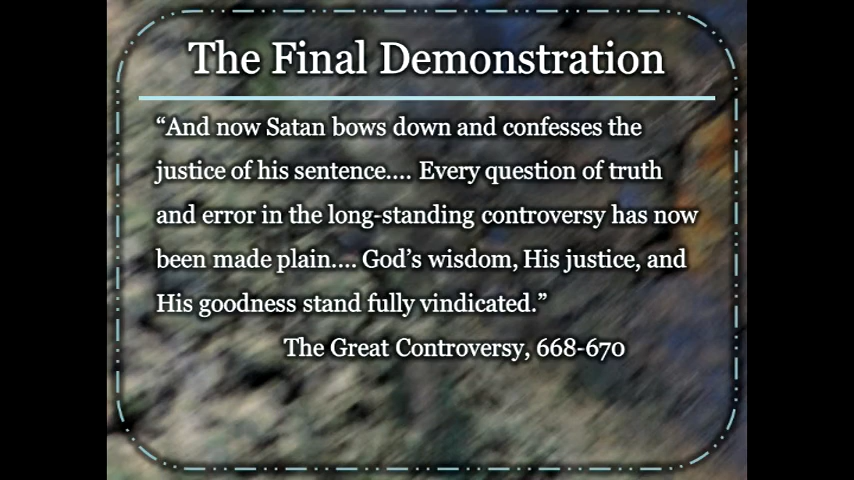 The Final Demonstration
“And now Satan bows down and confesses the
justice of his sentence.... Every question of truth
and error in the long-standing controversy has now
been made plain.... God’s wisdom, His justice, and
His goodness stand fully vindicated.”
The Great Controversy, 668-670